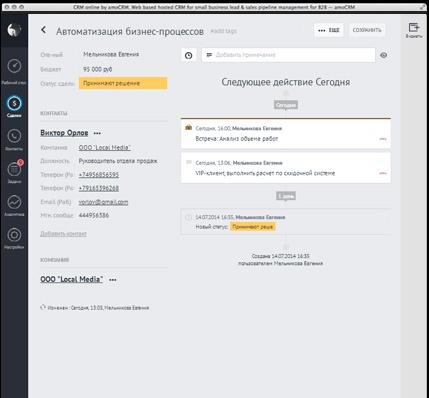 CRM online by amoCRM. Web based hosted CRM for small business lead & sales pipeline management for $28 — amoCRM
Автоматизация бизнес-процессов #add tags
ЕЩЕ
СОХРАНИТЬ
Виджеты
Рабочий стол
Сделки
Контакты
Задачи
Аналитика
Настройки
Отв-ный Мельникова Евгения
Бюджет 95 000 руб
Статус сдель Принимают решение
КОНТАКТЫ
Виктор Орлов
Компания ООО "Local Media"
Должность Руководитель отдела продаж
Телефон (Ра +74956856595
Телефон (Ра +79165396268
Email (Раб) vorlov@gmail.com
Мгн. сообще 444956386
Добавить контакт
КОМПАНИЯ
ООО "Local Media"
Изменен : Сегодня, 13:05, Мельникова Евгения
Добавить примечание
Следующее действие Сегодня
Сегодня
Сегодня, 16:00, Мельникова Евгения
Встреча: Анализ объема работ
Сегодня, 13:06, Мельникова Евгения
VIP-клиент, выполнить расчет по скидочной системе
1 день
14.07.2014 16:35, Мельникова Евгения
Новый статус: Принимают реше
Создана 14.07.2014 16:35
пользователем Мельникова Евгения